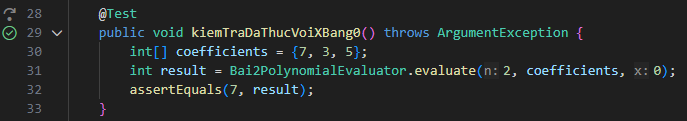 28 @Test
29 public void kiemTraDaThucVoiXBang0() throws ArgumentException {
30 int[] coefficients = {7, 3, 5};
31 int result = Bai2PolynomialEvaluator.evaluate(n: 2, coefficients, x: 0);
32 assertEquals(7, result);
33 }